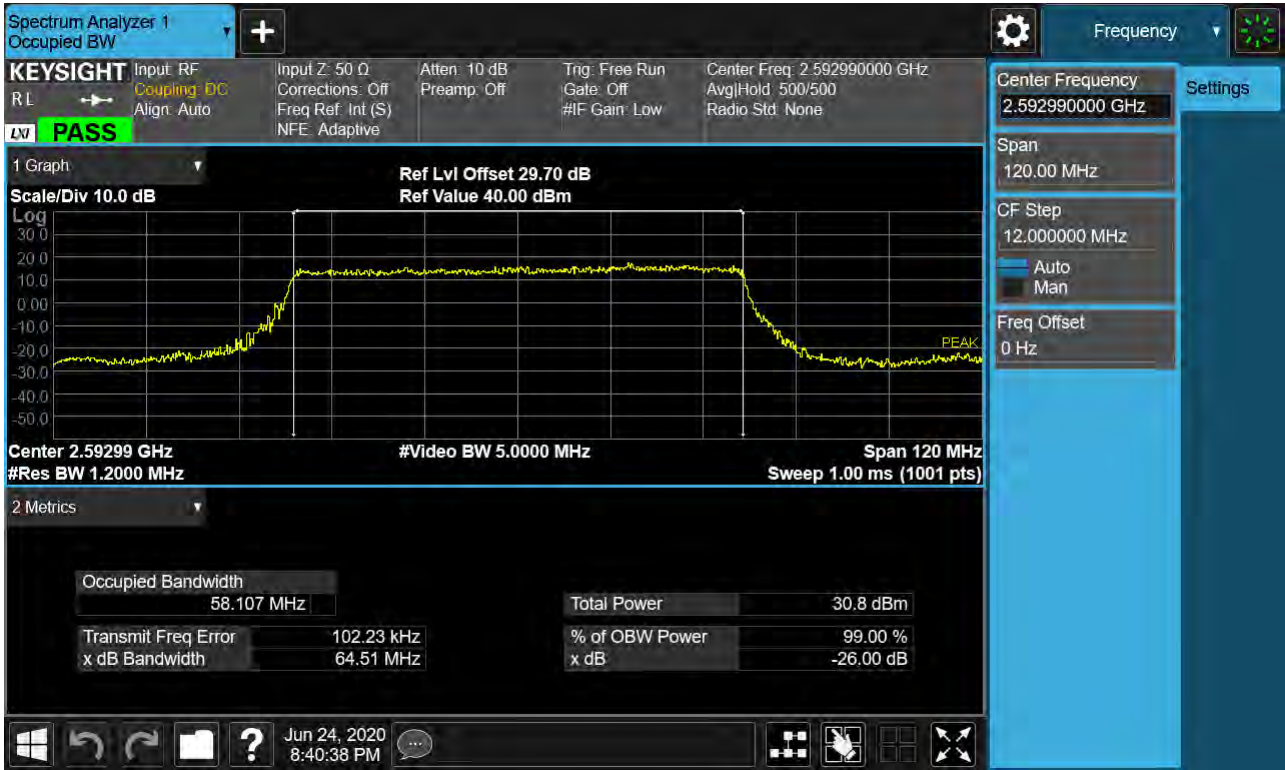 Spectrum Analyzer 1
Occupied BW
Frequency
KEYSIGHT
RL
LXI PASS
Input: RF
Coupling: DC
Align: Auto
Input Z: 50 Ω
Corrections: Off
Freq Ref: Int (S)
NFE: Adaptive
Atten: 10 dB
Preamp: Off
Trig: Free Run
Gate: Off
#IF Gain: Low
Center Freq: 2.592990000 GHz
Avg|Hold: 500/500
Radio Std: None
Center Frequency
2.592990000 GHz
Settings
Span
120.00 MHz
CF Step
12.000000 MHz
Auto
Man
Freq Offset
0 Hz
1 Graph
Scale/Div 10.0 dB
Ref Lvl Offset 29.70 dB
Ref Value 40.00 dBm
Log
30.0
20.0
10.0
0.00
-10.0
-20.0
-30.0
-40.0
-50.0
PEAK
Center 2.59299 GHz
#Video BW 5.0000 MHz
Span 120 MHz
#Res BW 1.2000 MHz
Sweep 1.00 ms (1001 pts)
2 Metrics
Occupied Bandwidth
58.107 MHz
Total Power 30.8 dBm
Transmit Freq Error 102.23 kHz
% of OBW Power 99.00 %
x dB Bandwidth 64.51 MHz
x dB -26.00 dB
?
Jun 24, 2020
8:40:38 PM